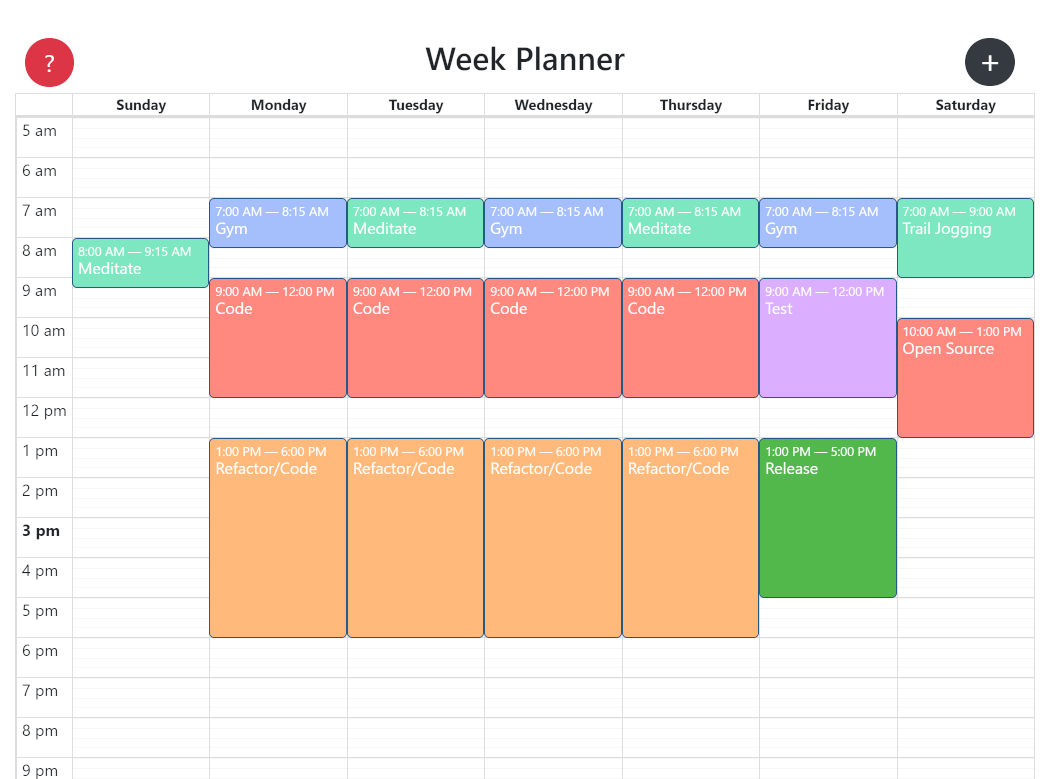 Week Planner
?
+
Sunday Monday Tuesday Wednesday Thursday Friday Saturday
5 am
6 am
7 am
7:00 AM — 8:15 AM
Gym
7:00 AM — 8:15 AM
Meditate
7:00 AM — 8:15 AM
Gym
7:00 AM — 8:15 AM
Meditate
7:00 AM — 8:15 AM
Gym
7:00 AM — 9:00 AM
Trail Jogging
8 am
8:00 AM — 9:15 AM
Meditate
9 am
9:00 AM — 12:00 PM
Code
9:00 AM — 12:00 PM
Code
9:00 AM — 12:00 PM
Code
9:00 AM — 12:00 PM
Code
9:00 AM — 12:00 PM
Test
10 am
10:00 AM — 1:00 PM
Open Source
11 am
12 pm
1 pm
1:00 PM — 6:00 PM
Refactor/Code
1:00 PM — 6:00 PM
Refactor/Code
1:00 PM — 6:00 PM
Refactor/Code
1:00 PM — 6:00 PM
Refactor/Code
1:00 PM — 5:00 PM
Release
2 pm
3 pm
4 pm
5 pm
6 pm
7 pm
8 pm
9 pm